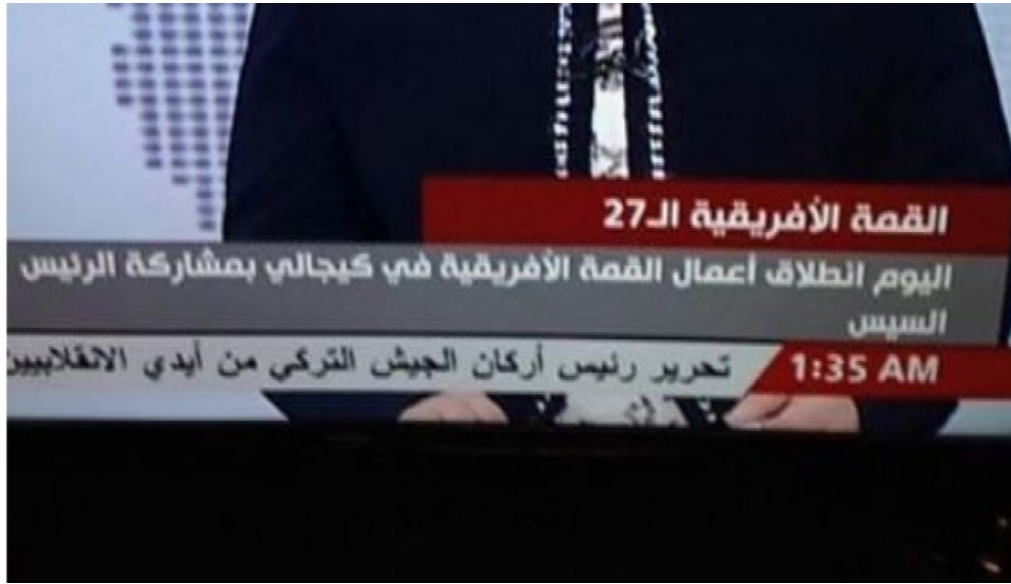 القمة الأفريقية الـ27
اليوم انطلاق أعمال القمة الأفريقية في كيجالي بمشاركة الرئيس
السيس
1:35 AM تحرير رئيس أركان الجيش التركي من أيدي الانقلابيين